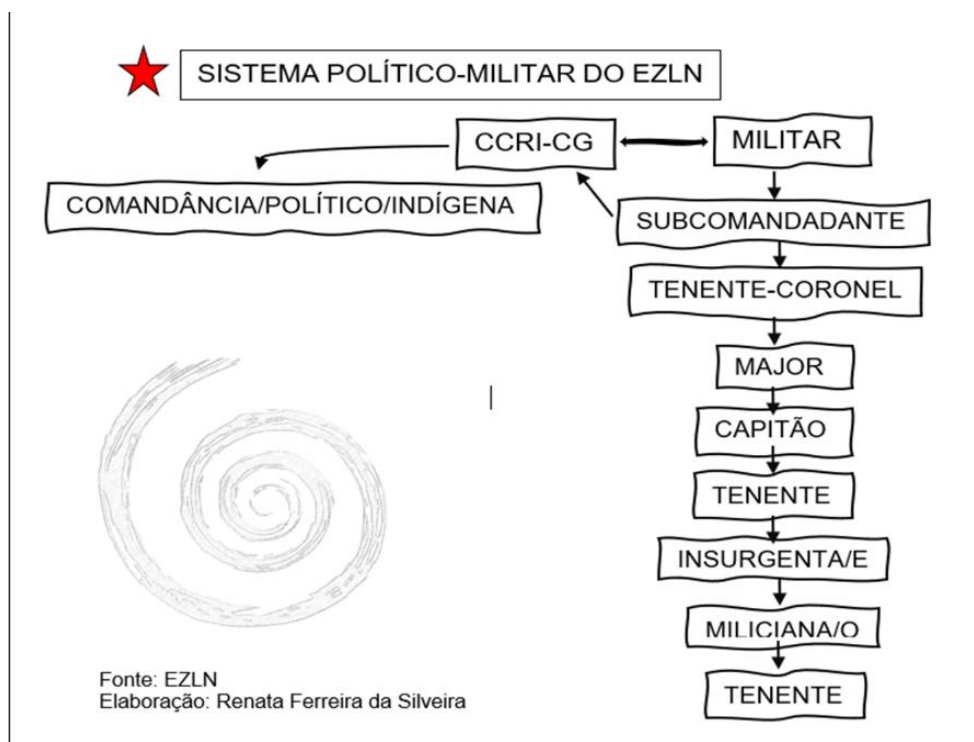 SISTEMA POLÍTICO-MILITAR DO EZLN
CCRI-CG
MILITAR
COMANDÂNCIA/POLÍTICO/INDÍGENA
SUBCOMANDADANTE
TENENTE-CORONEL
MAJOR
CAPITÃO
TENENTE
INSURGENTA/E
MILICIANA/O
TENENTE
Fonte: EZLN
Elaboração: Renata Ferreira da Silveira